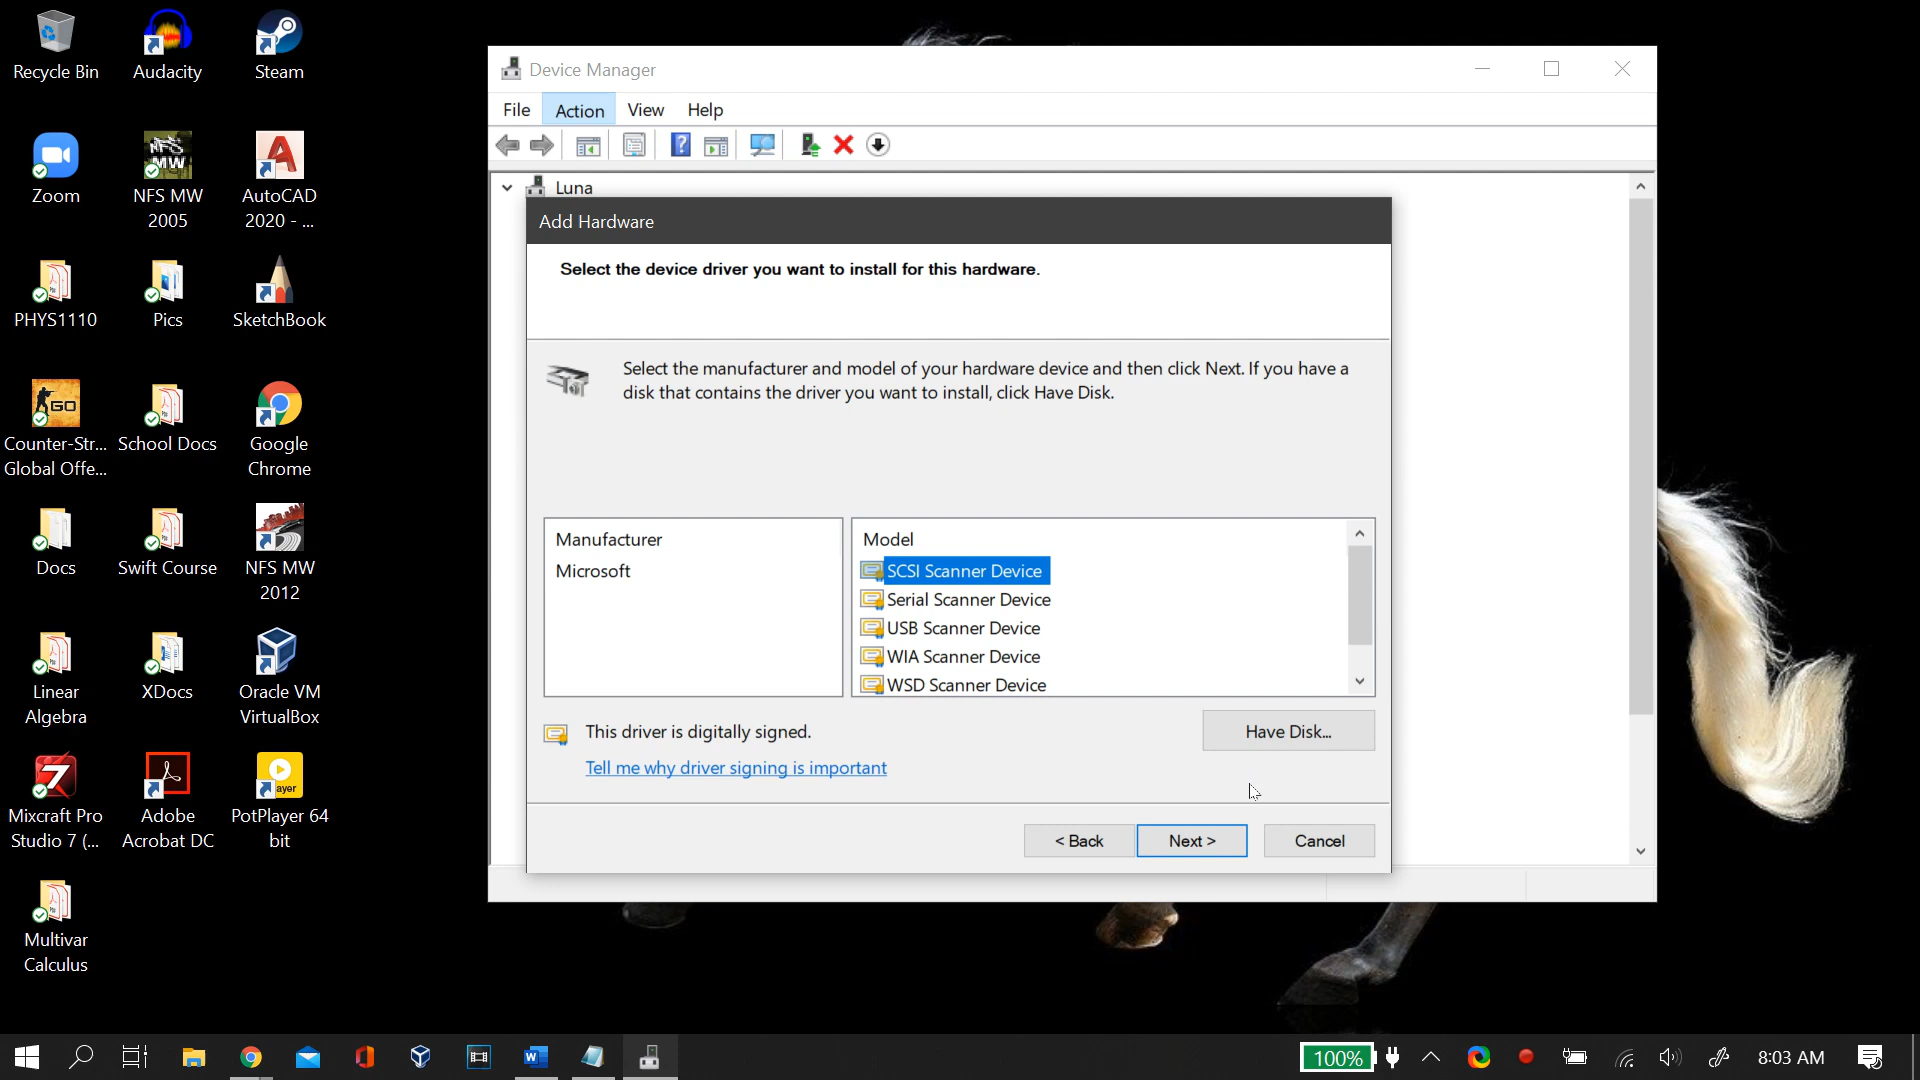 Recycle Bin
Audacity
Steam
Zoom
NFS MW
2005
AutoCAD
2020 - ...
PHYS1110
Pics
SketchBook
GO
Counter-Str...
Global Offe...
School Docs
Google
Chrome
Docs
Swift Course
NFS MW
2012
Linear
Algebra
XDocs
Oracle VM
VirtualBox
Mixcraft Pro
Studio 7 (...
Adobe
Acrobat DC
ayer
PotPlayer 64
bit
Multivar
Calculus
Device Manager
File
Action
View
Help
Luna
Add Hardware
Select the device driver you want to install for this hardware.
Select the manufacturer and model of your hardware device and then click Next. If you have a
disk that contains the driver you want to install, click Have Disk.
Manufacturer
Microsoft
Model
SCSI Scanner Device
Serial Scanner Device
USB Scanner Device
WIA Scanner Device
WSD Scanner Device
This driver is digitally signed.
Have Disk...
Tell me why driver signing is important
< Back
Next >
Cancel
100%
8:03 AM